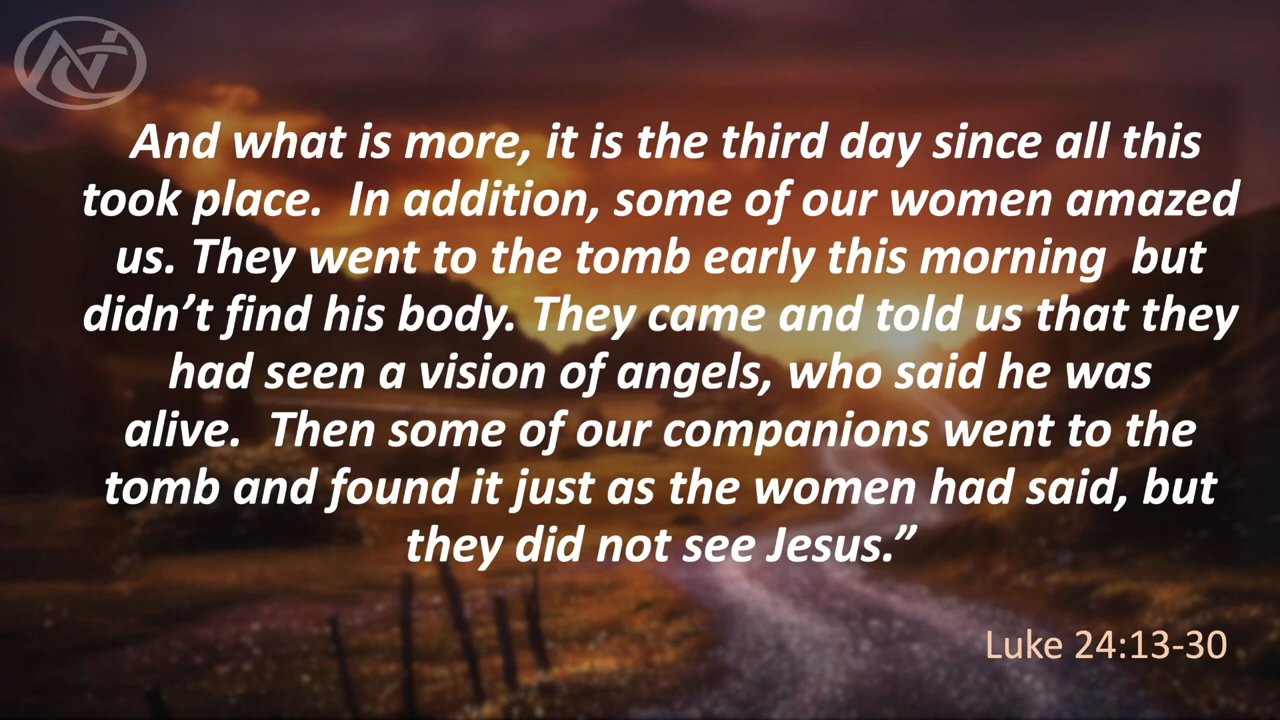 And what is more, it is the third day since all this
took place.  In addition, some of our women amazed
us. They went to the tomb early this morning  but
didn’t find his body. They came and told us that they
had seen a vision of angels, who said he was
alive.  Then some of our companions went to the
tomb and found it just as the women had said, but
they did not see Jesus.”
Luke 24:13-30